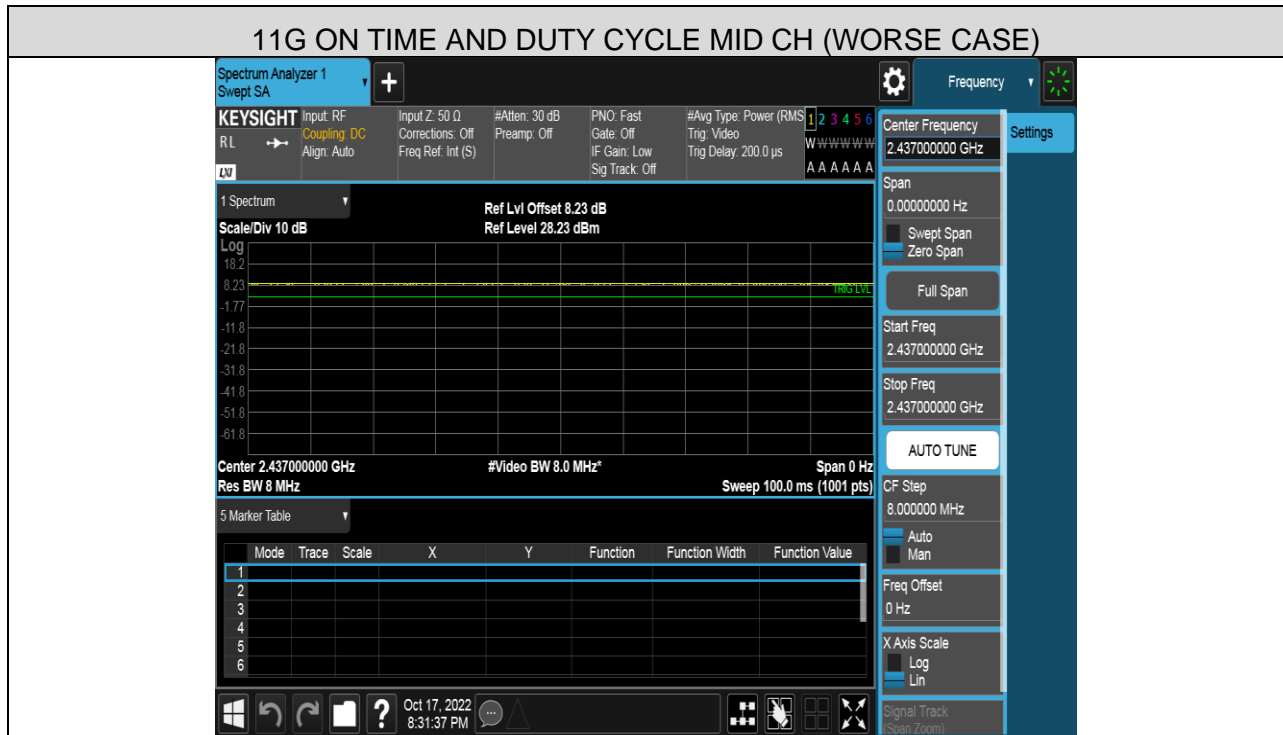 11G ON TIME AND DUTY CYCLE MID CH (WORSE CASE)
Spectrum Analyzer 1
Swept SA
Frequency
KEYSIGHT
RL
LXI
Input: RF
Coupling: DC
Align: Auto
Input Z: 50 Ω
Corrections: Off
Freq Ref: Int (S)
#Atten: 30 dB
Preamp: Off
PNO: Fast
Gate: Off
IF Gain: Low
Sig Track: Off
#Avg Type: Power (RMS
Trig: Video
Trig Delay: 200.0 µs
1 2 3 4 5 6
W W W W W W
A A A A A A
Center Frequency
2.437000000 GHz
Settings
Span
0.00000000 Hz
Swept Span
Zero Span
Full Span
Start Freq
2.437000000 GHz
Stop Freq
2.437000000 GHz
AUTO TUNE
CF Step
8.000000 MHz
Auto
Man
Freq Offset
0 Hz
X Axis Scale
Log
Lin
Signal Track
(Span Zoom)
1 Spectrum
Scale/Div 10 dB
Ref Lvl Offset 8.23 dB
Ref Level 28.23 dBm
Log
18.2
8.23
TRIG LVL
-1.77
-11.8
-21.8
-31.8
-41.8
-51.8
-61.8
Center 2.437000000 GHz
#Video BW 8.0 MHz*
Span 0 Hz
Res BW 8 MHz
Sweep 100.0 ms (1001 pts)
5 Marker Table
Mode Trace Scale X Y Function Function Width Function Value
1
2
3
4
5
6
Oct 17, 2022
8:31:37 PM